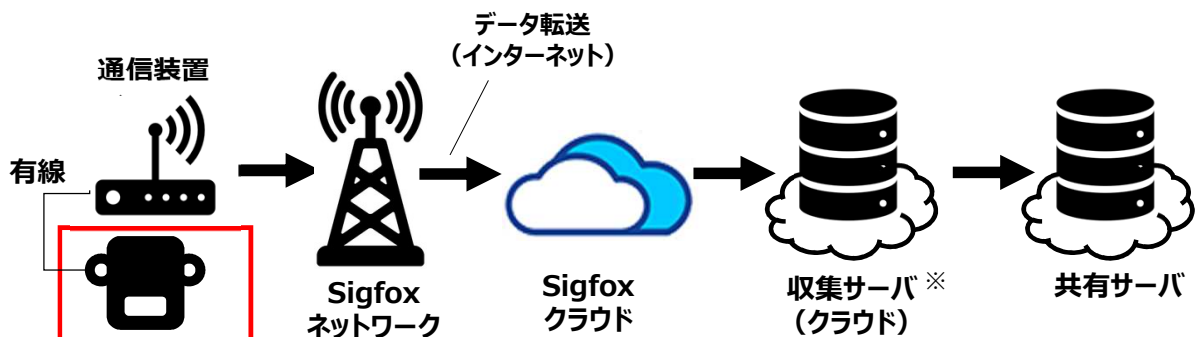 データ転送
（インターネット）
通信装置
有線
Sigfox
ネットワーク
Sigfox
クラウド
収集サーバ※
（クラウド）
共有サーバ